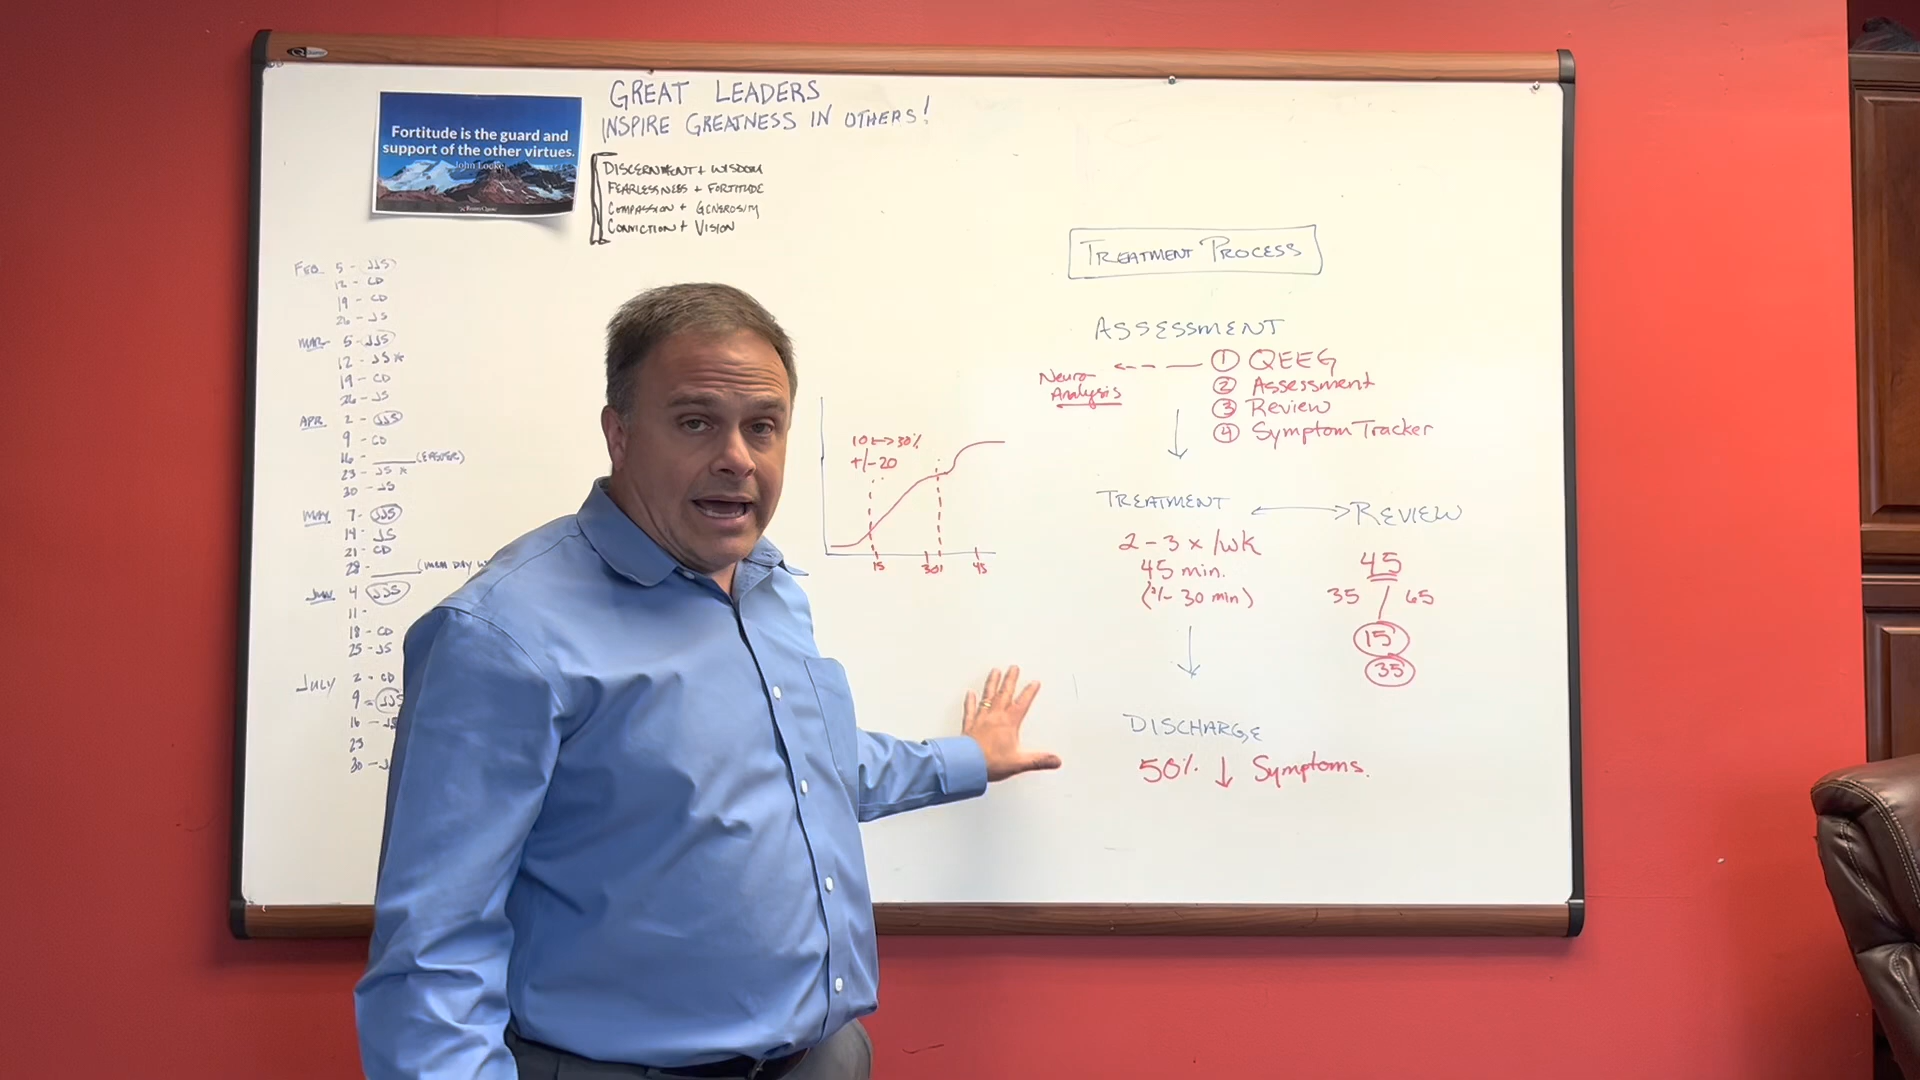 Fortitude is the guard and
support of the other virtues.
John Locke
GREAT LEADERS
INSPIRE GREATNESS IN OTHERS!
DISCERNMENT + WISDOM
FEARLESSNESS + FORTITUDE
COMPASSION + GENEROSITY
CONVICTION + VISION
FEB 5 - JJS
12 - CD
19 - CD
26 - JS
MAR 5 - JJS
12 - JS*
19 - CD
26 - JS
APR 2 - JJS
9 - CD
16 - ____ (EASTER)
23 - JS *
30 - JS
MAY 7 - JJS
14 - JS
21 - CD
28 - ____ (MEM DAY W
JUN 4 JJS
11 -
18 - CD
25 - JS
JULY 2 - CD
9 - JJS
16 - JS
23
30 - J
10 → 30%
+/- 20
15 30 45
TREATMENT PROCESS
ASSESSMENT
Neuro-
Analysis
① QEEG
② Assessment
③ Review
④ Symptom Tracker
TREATMENT ↔ REVIEW
2 - 3 x /wk
45 min.
(+/- 30 min)
45
35 / 65
15
35
DISCHARGE
50% ↓ Symptoms.